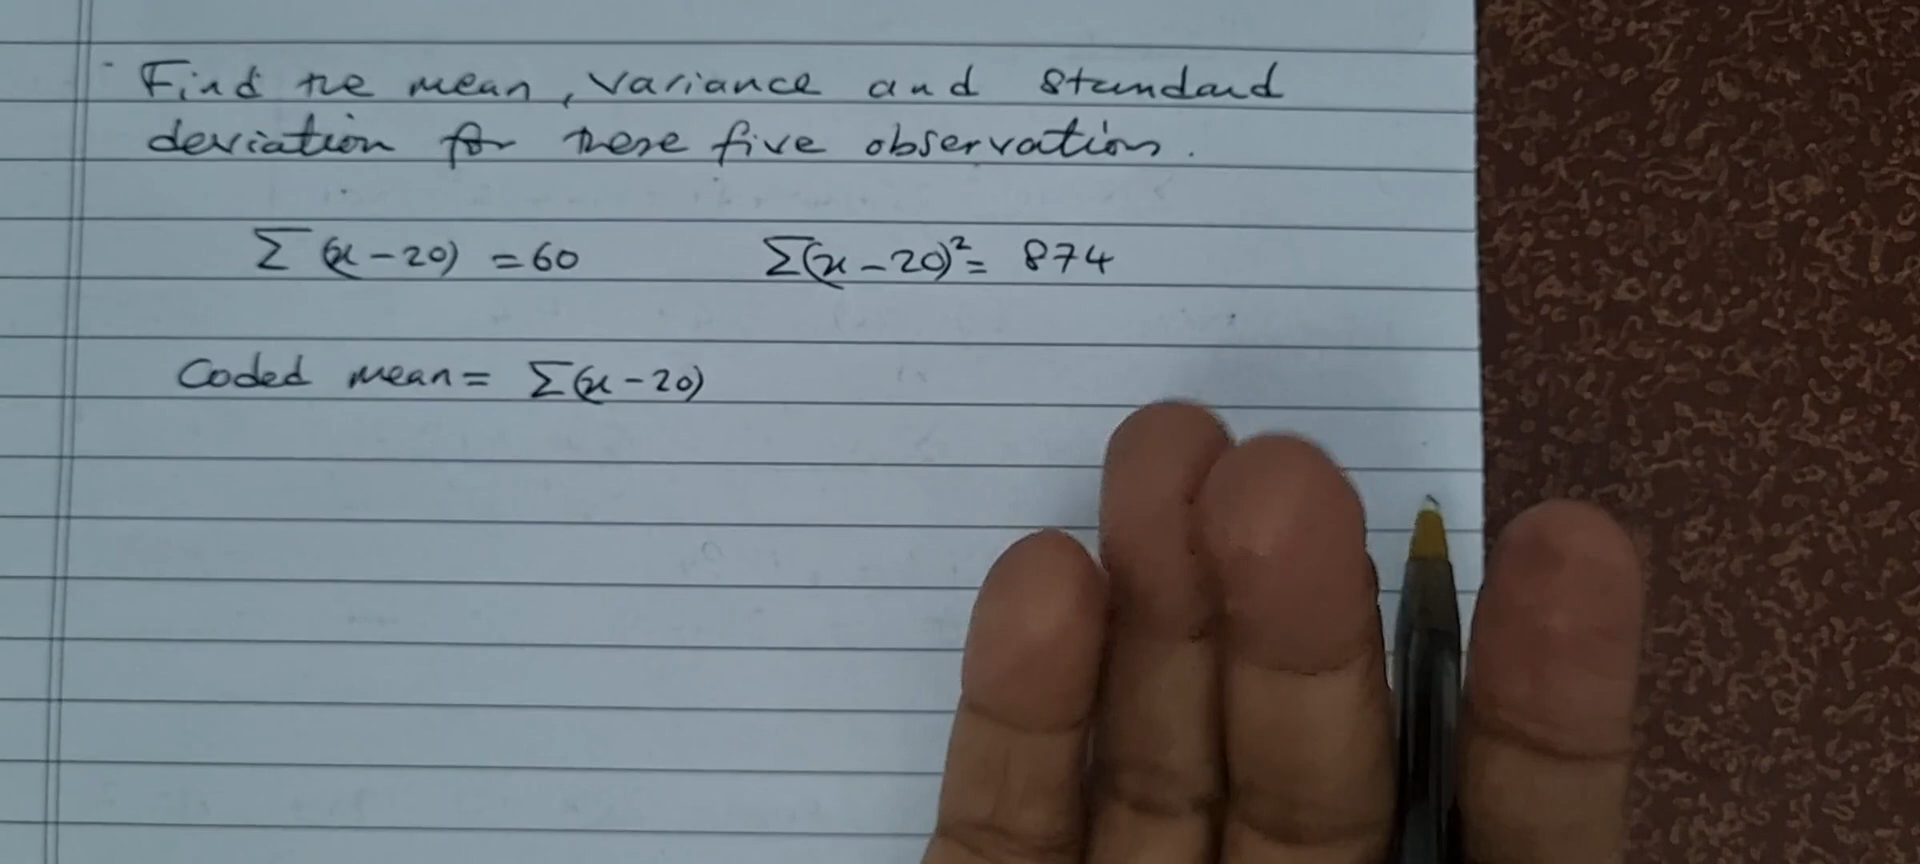 Find the mean, variance and standard
deviation for these five observations.
Σ(x-20) = 60 Σ(x-20)²= 874
Coded mean = Σ(x-20)